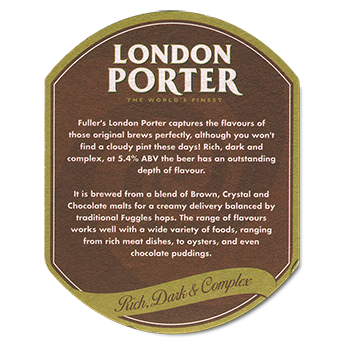 LONDON
PORTER
THE WORLD'S FINEST
Fuller's London Porter captures the flavours of
those original brews perfectly, although you won't
find a cloudy pint these days! Rich, dark and
complex, at 5.4% ABV the beer has an outstanding
depth of flavour.
It is brewed from a blend of Brown, Crystal and
Chocolate malts for a creamy delivery balanced by
traditional Fuggles hops. The range of flavours
works well with a wide variety of foods, ranging
from rich meat dishes, to oysters, and even
chocolate puddings.
Rich, Dark & Complex